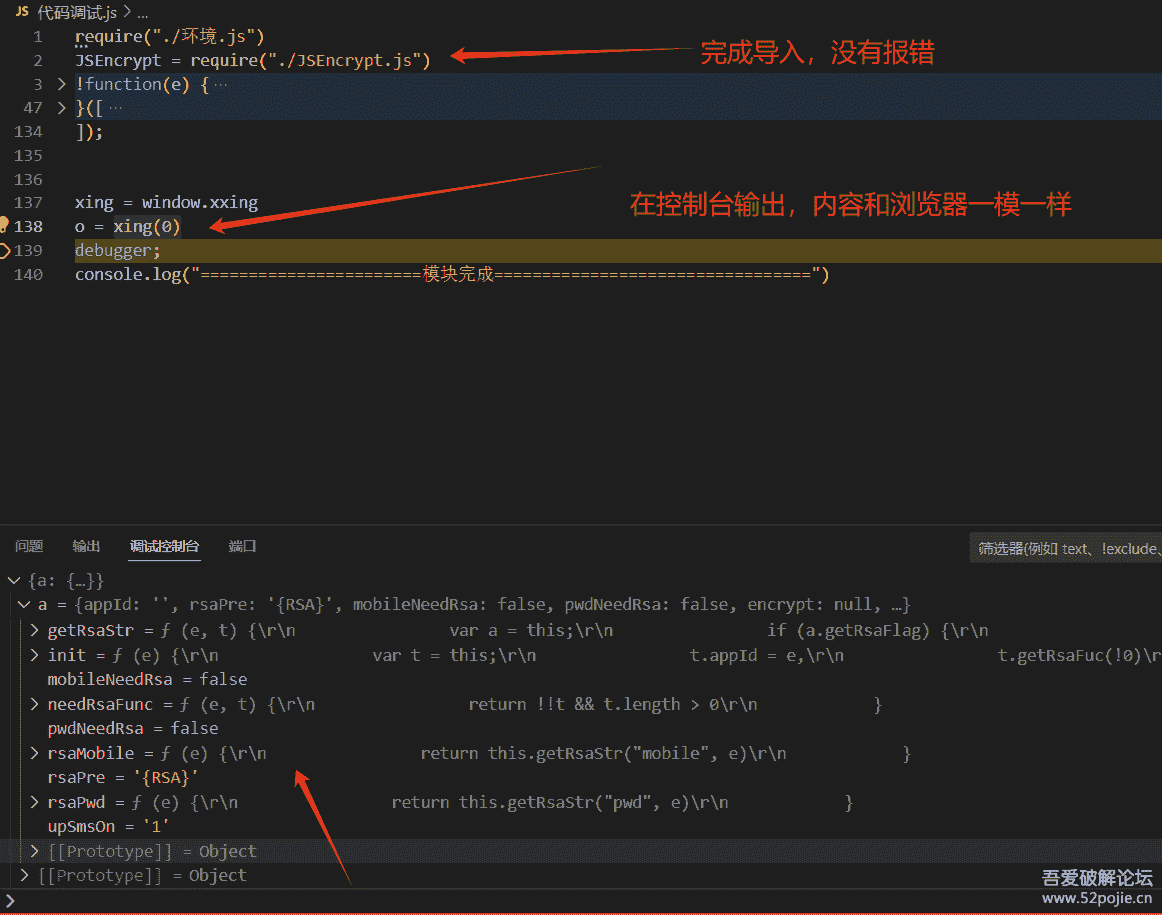 JS 代码调试.js > ...
1 require("./环境.js")
2 JSEncrypt = require("./JSEncrypt.js")
完成导入，没有报错
3 > !function(e) { ...
47 > }([ ...
134 ]);
135
136
137 xing = window.xxing
在控制台输出，内容和浏览器一模一样
138 o = xing(0)
139 debugger;
140 console.log("=======================模块完成=================================")
问题 输出 调试控制台 端口 筛选器(例如 text、!exclude、
{a: {…}}
a = {appId: '', rsaPre: '{RSA}', mobileNeedRsa: false, pwdNeedRsa: false, encrypt: null, …}
> getRsaStr = ƒ (e, t) {\r\n var a = this;\r\n if (a.getRsaFlag) {\r\n
> init = ƒ (e) {\r\n var t = this;\r\n t.appId = e,\r\n t.getRsaFuc(!0)\r
mobileNeedRsa = false
> needRsaFunc = ƒ (e, t) {\r\n return !!t && t.length > 0\r\n }
pwdNeedRsa = false
> rsaMobile = ƒ (e) {\r\n return this.getRsaStr("mobile", e)\r\n }
rsaPre = '{RSA}'
> rsaPwd = ƒ (e) {\r\n return this.getRsaStr("pwd", e)\r\n }
upSmsOn = '1'
> [[Prototype]] = Object
> [[Prototype]] = Object
吾爱破解论坛
www.52pojie.cn
>